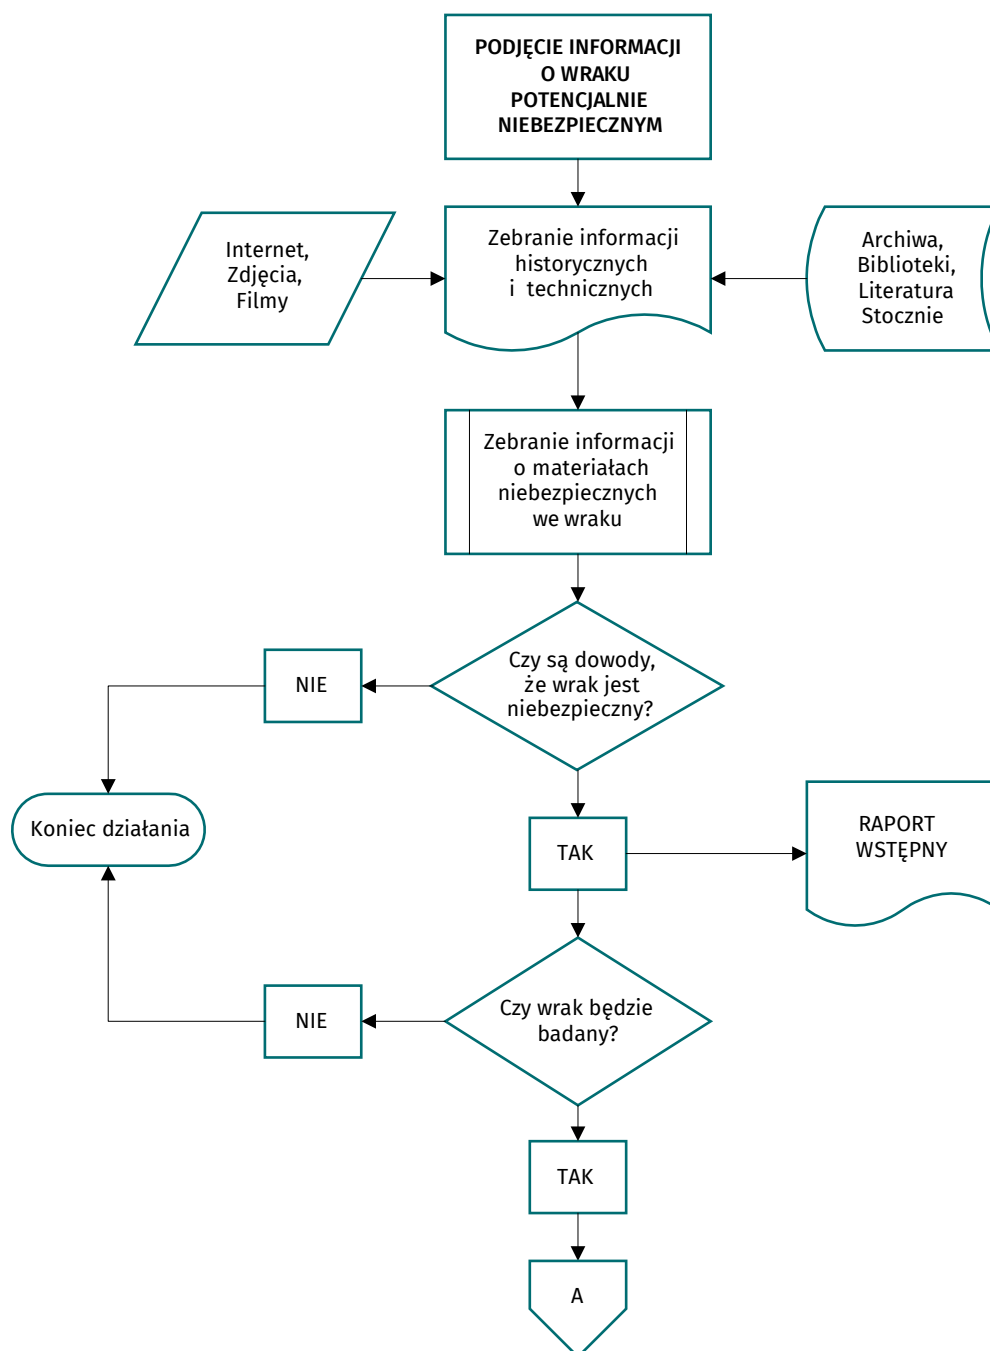 PODJĘCIE INFORMACJI
O WRAKU
POTENCJALNIE
NIEBEZPIECZNYM
Internet,
Zdjęcia,
Filmy
Zebranie informacji
historycznych
i technicznych
Archiwa,
Biblioteki,
Literatura
Stocznie
Zebranie informacji
o materiałach
niebezpiecznych
we wraku
Czy są dowody,
że wrak jest
niebezpieczny?
NIE
Koniec działania
TAK
RAPORT
WSTĘPNY
Czy wrak będzie
badany?
NIE
TAK
A